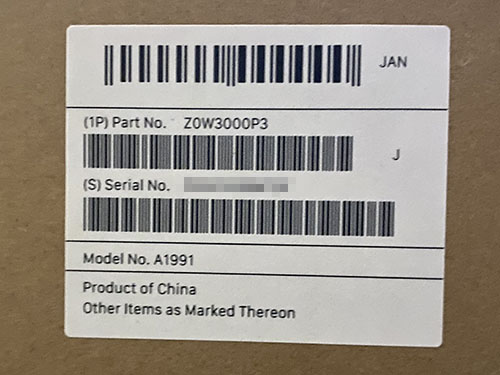 JAN
(1P) Part No. Z0W3000P3
J
(S) Serial No.
Model No. A1991
Product of China
Other Items as Marked Thereon